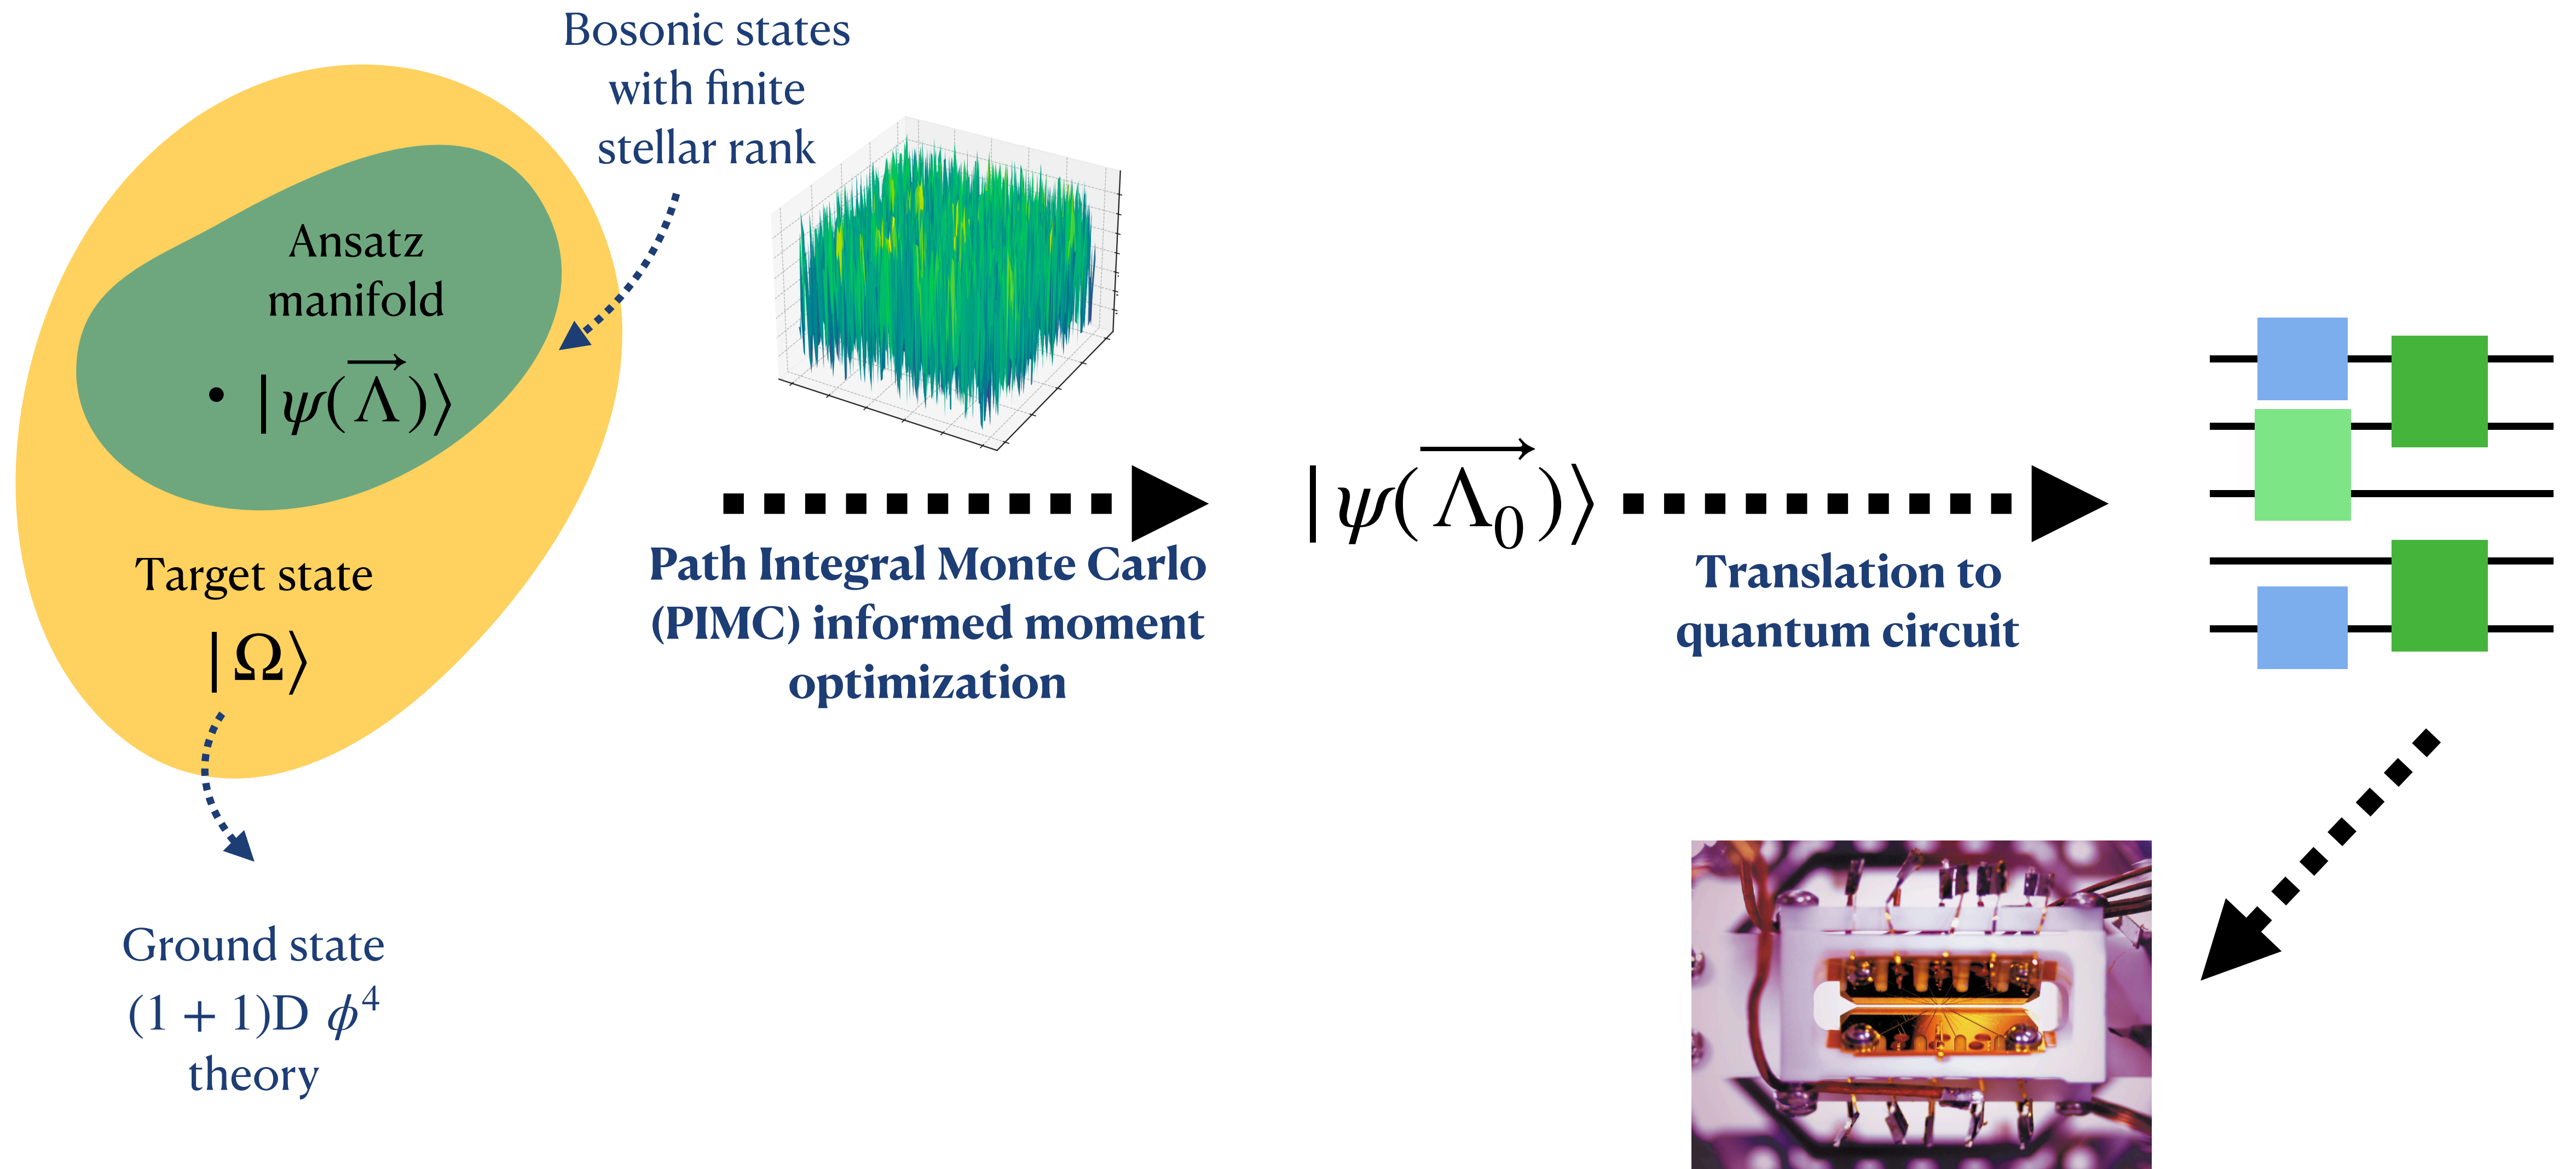 Bosonic states
with finite
stellar rank
Ansatz
manifold
• |ψ(Λ⃗)⟩
Target state
|Ω⟩
Ground state
(1 + 1)D ϕ⁴
theory
Path Integral Monte Carlo
(PIMC) informed moment
optimization
|ψ(Λ⃗₀)⟩
Translation to
quantum circuit